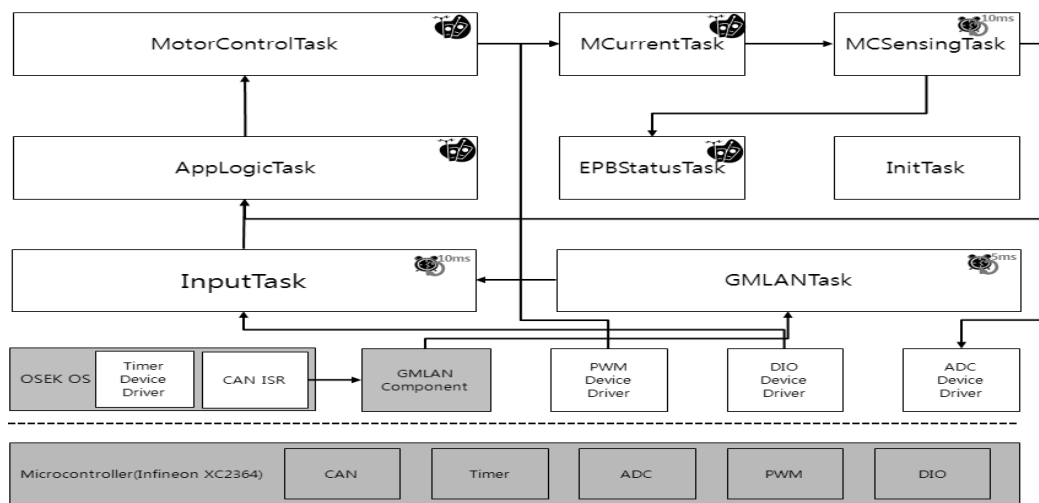 MotorControlTask
MCurrentTask
10ms
MCSensingTask
AppLogicTask
EPBStatusTask
InitTask
10ms
InputTask
5ms
GMLANTask
OSEK OS
Timer
Device
Driver
CAN ISR
GMLAN
Component
PWM
Device
Driver
DIO
Device
Driver
ADC
Device
Driver
Microcontroller(Infineon XC2364)
CAN
Timer
ADC
PWM
DIO